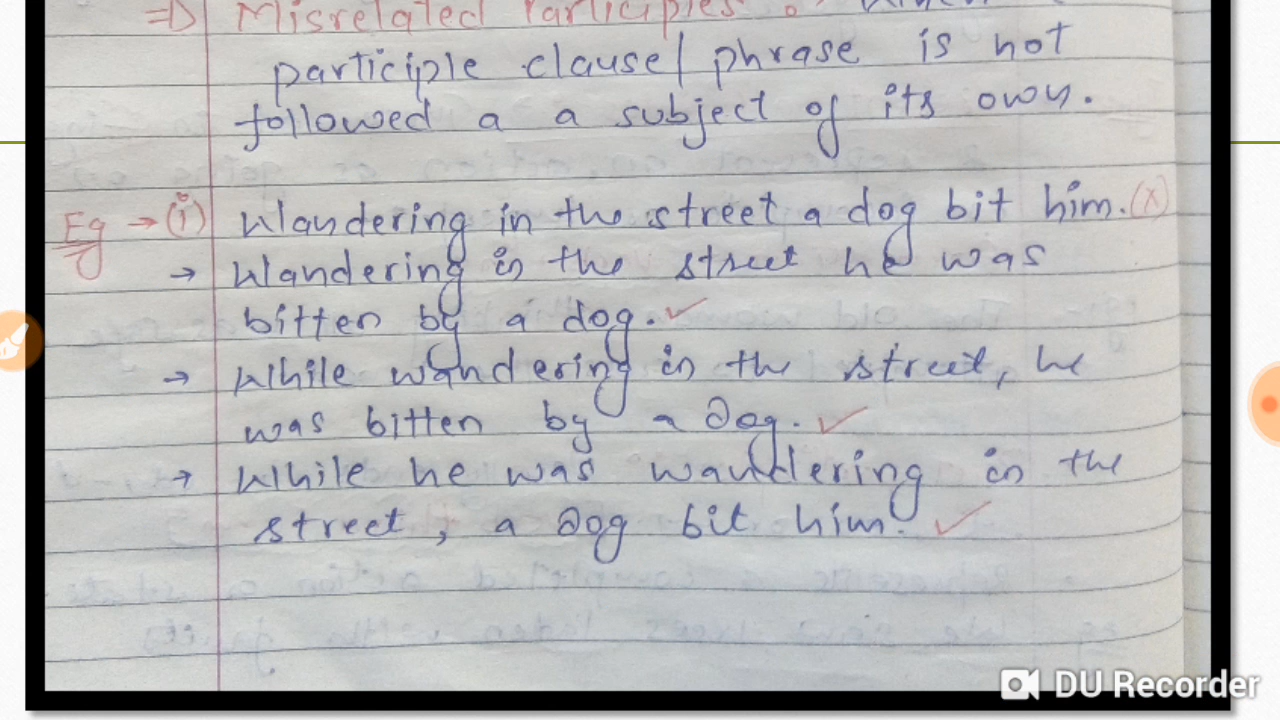 ⇒ Misrelated Participles :
participle clause/ phrase is not
followed a a subject of its own.
Eg → (i) Wandering in the street a dog bit him. (x)
→ Wandering in the street he was
bitten by a dog. ✓
→ While wandering in the street, he
was bitten by a dog. ✓
→ While he was wandering in the
street, a dog bit him. ✓
DU Recorder